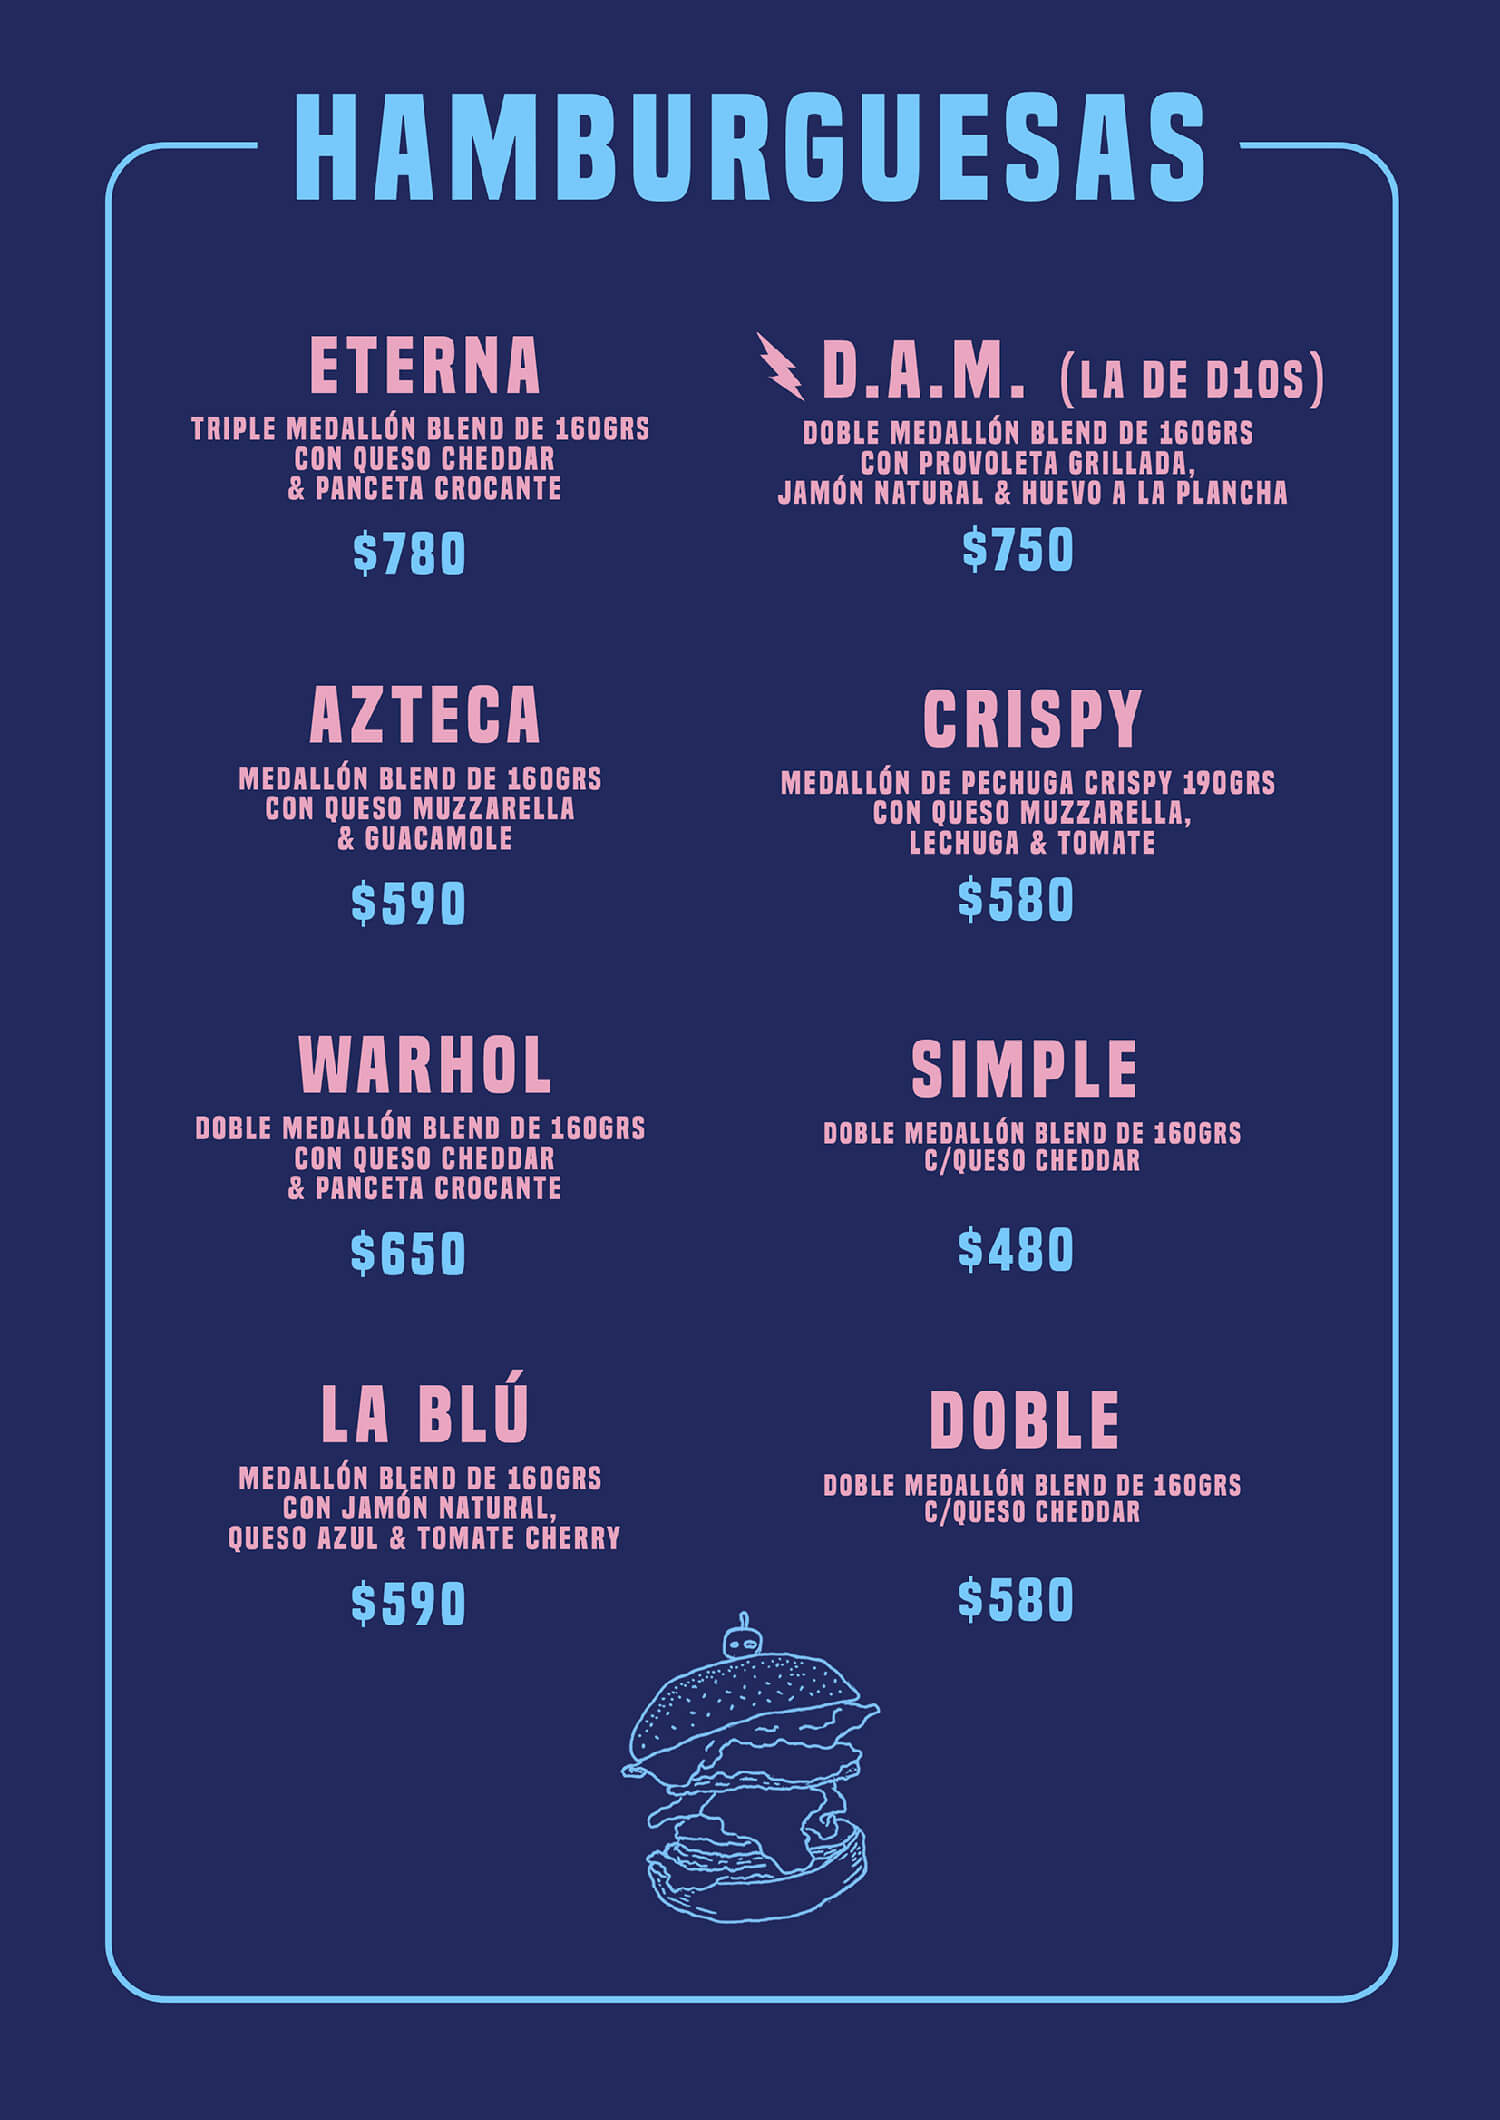 HAMBURGUESAS
ETERNA
TRIPLE MEDALLÓN BLEND DE 160GRS
CON QUESO CHEDDAR
& PANCETA CROCANTE
$780
D.A.M. (LA DE D10S)
DOBLE MEDALLÓN BLEND DE 160GRS
CON PROVOLETA GRILLADA,
JAMÓN NATURAL & HUEVO A LA PLANCHA
$750
AZTECA
MEDALLÓN BLEND DE 160GRS
CON QUESO MUZZARELLA
& GUACAMOLE
$590
CRISPY
MEDALLÓN DE PECHUGA CRISPY 190GRS
CON QUESO MUZZARELLA,
LECHUGA & TOMATE
$580
WARHOL
DOBLE MEDALLÓN BLEND DE 160GRS
CON QUESO CHEDDAR
& PANCETA CROCANTE
$650
SIMPLE
DOBLE MEDALLÓN BLEND DE 160GRS
C/QUESO CHEDDAR
$480
LA BLÚ
MEDALLÓN BLEND DE 160GRS
CON JAMÓN NATURAL,
QUESO AZUL & TOMATE CHERRY
$590
DOBLE
DOBLE MEDALLÓN BLEND DE 160GRS
C/QUESO CHEDDAR
$580